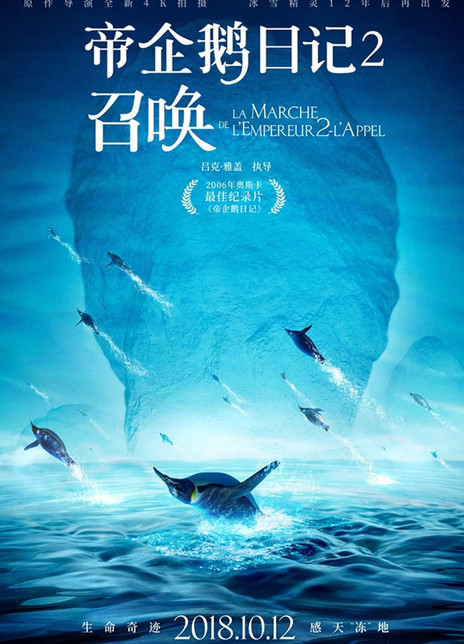 原作导演全新4K拍摄 冰雪精灵12年后再出发
帝企鹅日记2
召唤
LA MARCHE
DE L'EMPEREUR 2-L'APPEL
吕克·雅盖 执导
2006年奥斯卡
最佳纪录片
《帝企鹅日记》
生命奇迹 2018.10.12 感天“冻”地